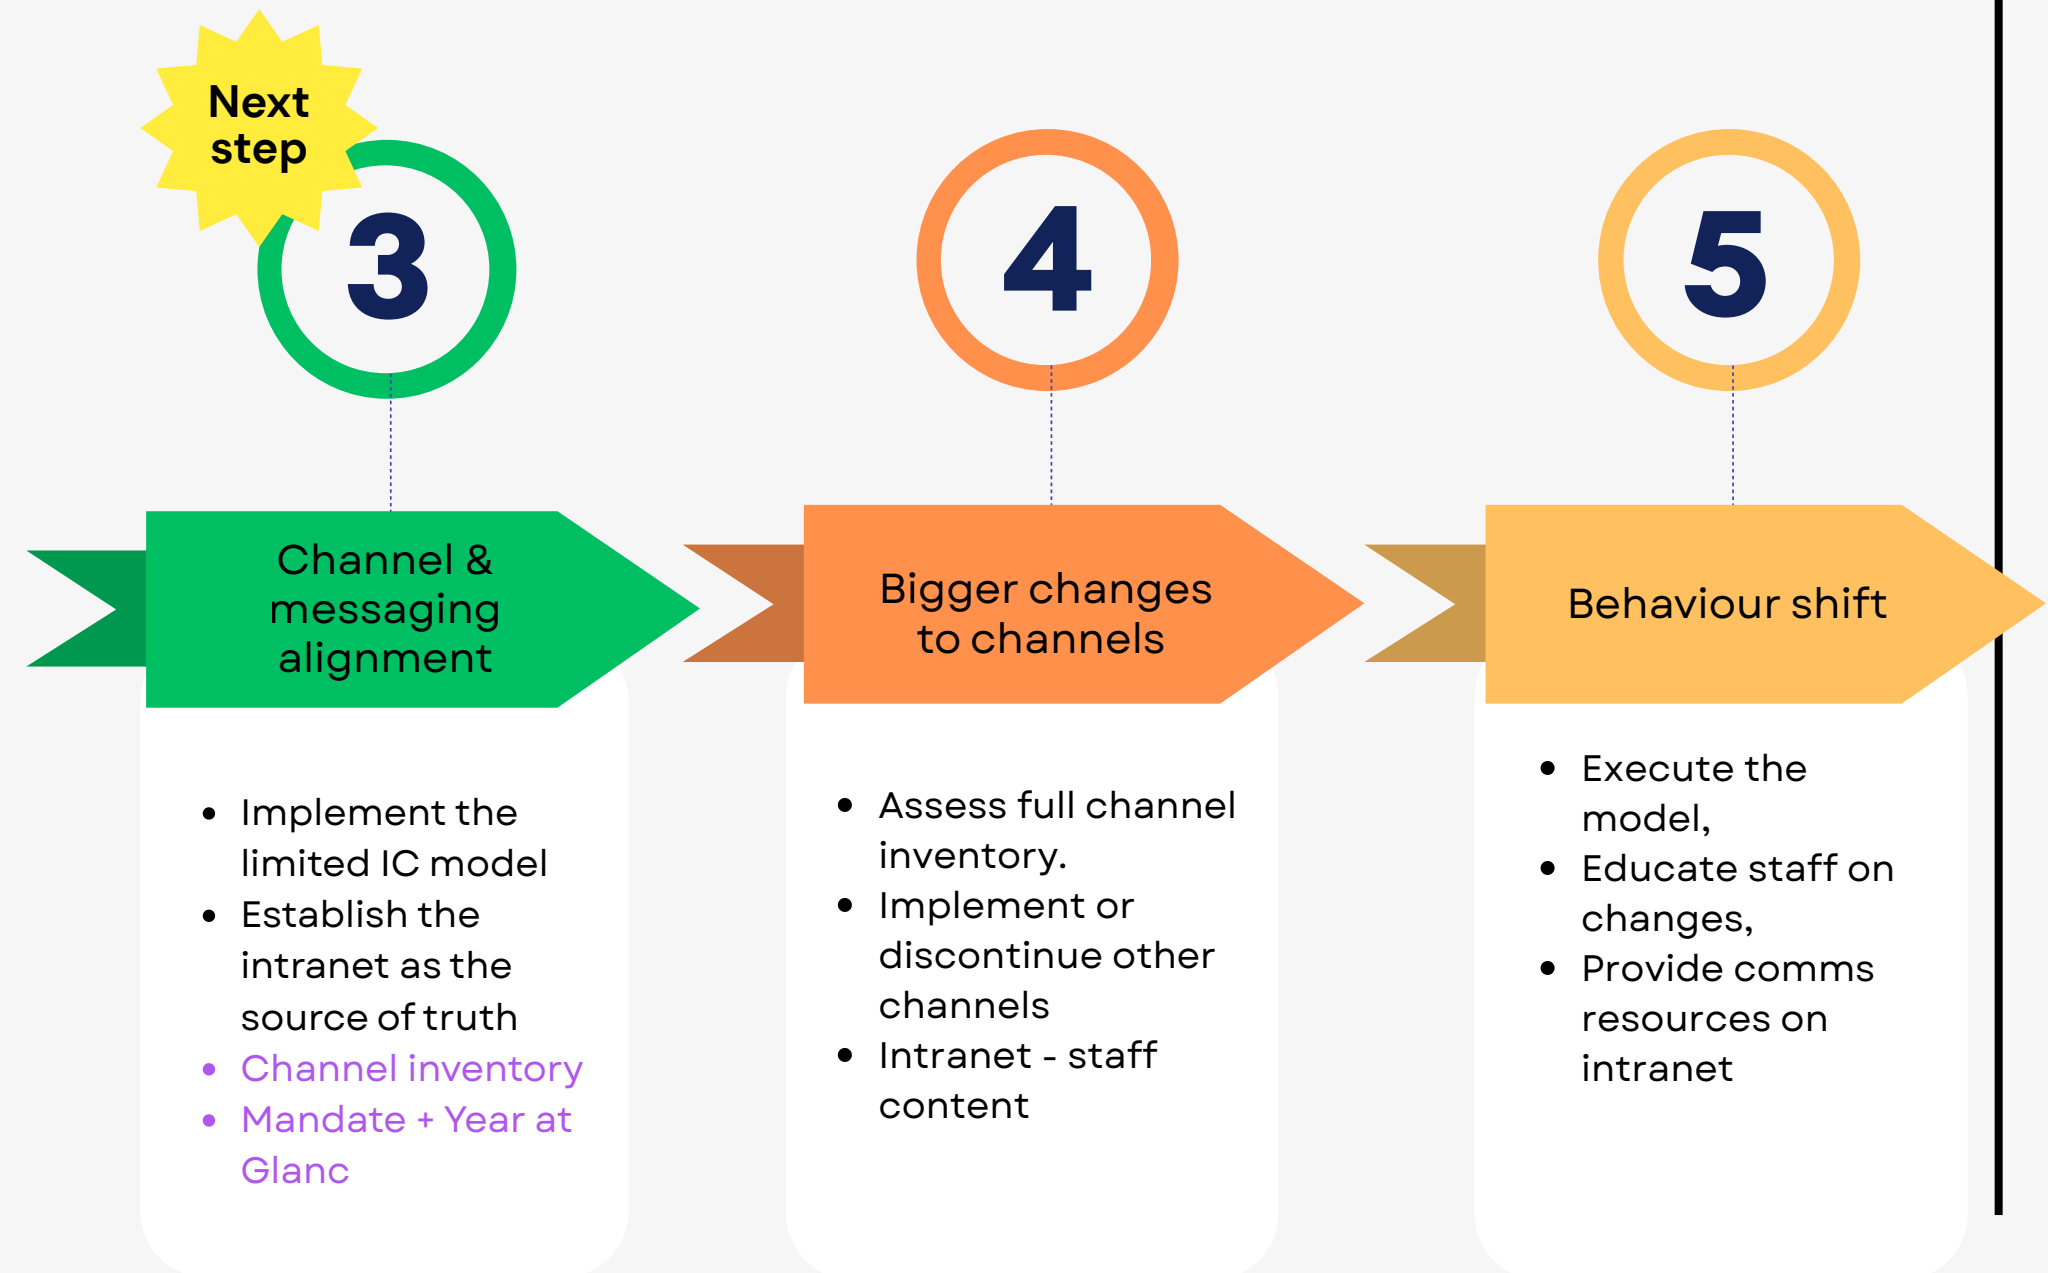 Next
step
3
4
5
Channel &
messaging
alignment
Bigger changes
to channels
Behaviour shift
• Implement the
limited IC model
• Establish the
intranet as the
source of truth
• Channel inventory
• Mandate + Year at
Glanc
• Assess full channel
inventory.
• Implement or
discontinue other
channels
• Intranet - staff
content
• Execute the
model,
• Educate staff on
changes,
• Provide comms
resources on
intranet